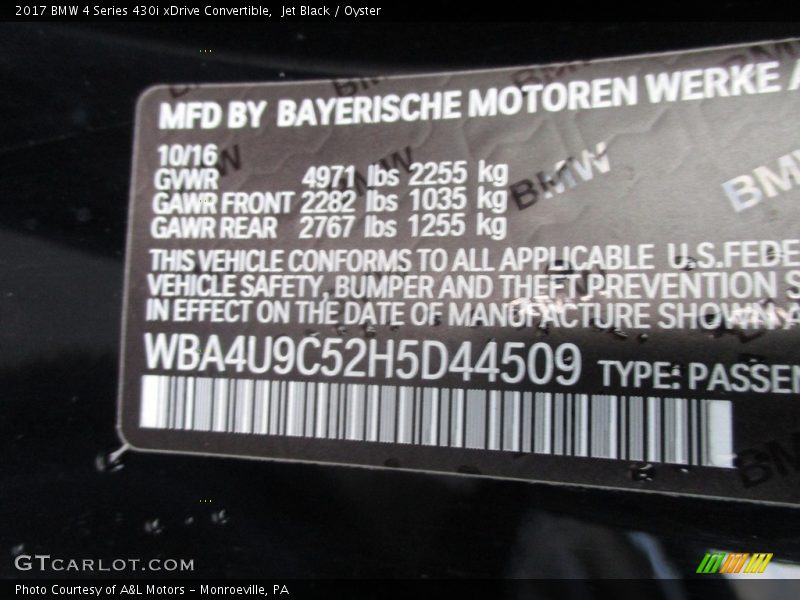 2017 BMW 4 Series 430i xDrive Convertible,  Jet Black / Oyster
MFD BY BAYERISCHE MOTOREN WERKE A
10/16
GVWR 4971 lbs 2255 kg
GAWR FRONT 2282 lbs 1035 kg
GAWR REAR 2767 lbs 1255 kg
THIS VEHICLE CONFORMS TO ALL APPLICABLE U.S.FEDE
VEHICLE SAFETY, BUMPER AND THEFT PREVENTION S
IN EFFECT ON THE DATE OF MANUFACTURE SHOWN A
WBA4U9C52H5D44509 TYPE: PASSEN
BMW
BMW
BMW
GTCARLOT.COM
Photo Courtesy of A&L Motors – Monroeville, PA